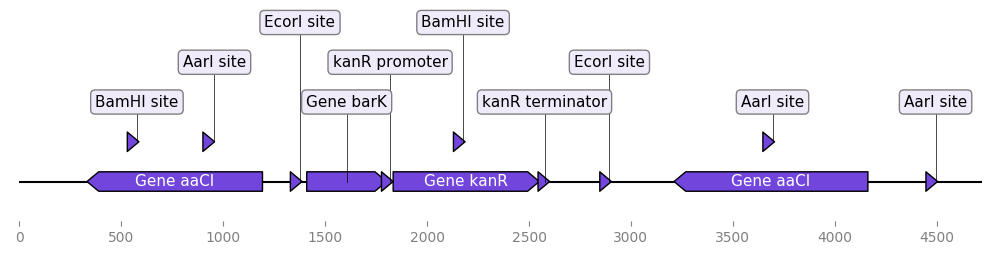 EcorI site
BamHI site
AarI site
kanR promoter
EcorI site
BamHI site
Gene barK
kanR terminator
AarI site
AarI site
Gene aaCI
Gene kanR
Gene aaCI
0
500
1000
1500
2000
2500
3000
3500
4000
4500